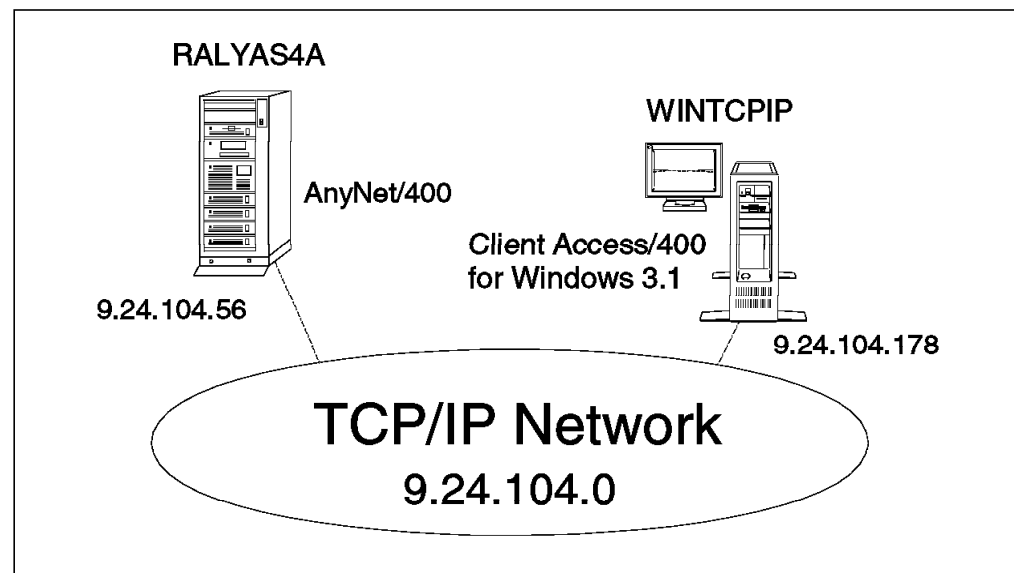 RALYAS4A
WINTCPIP
AnyNet/400
Client Access/400
for Windows 3.1
9.24.104.56
9.24.104.178
TCP/IP Network
9.24.104.0